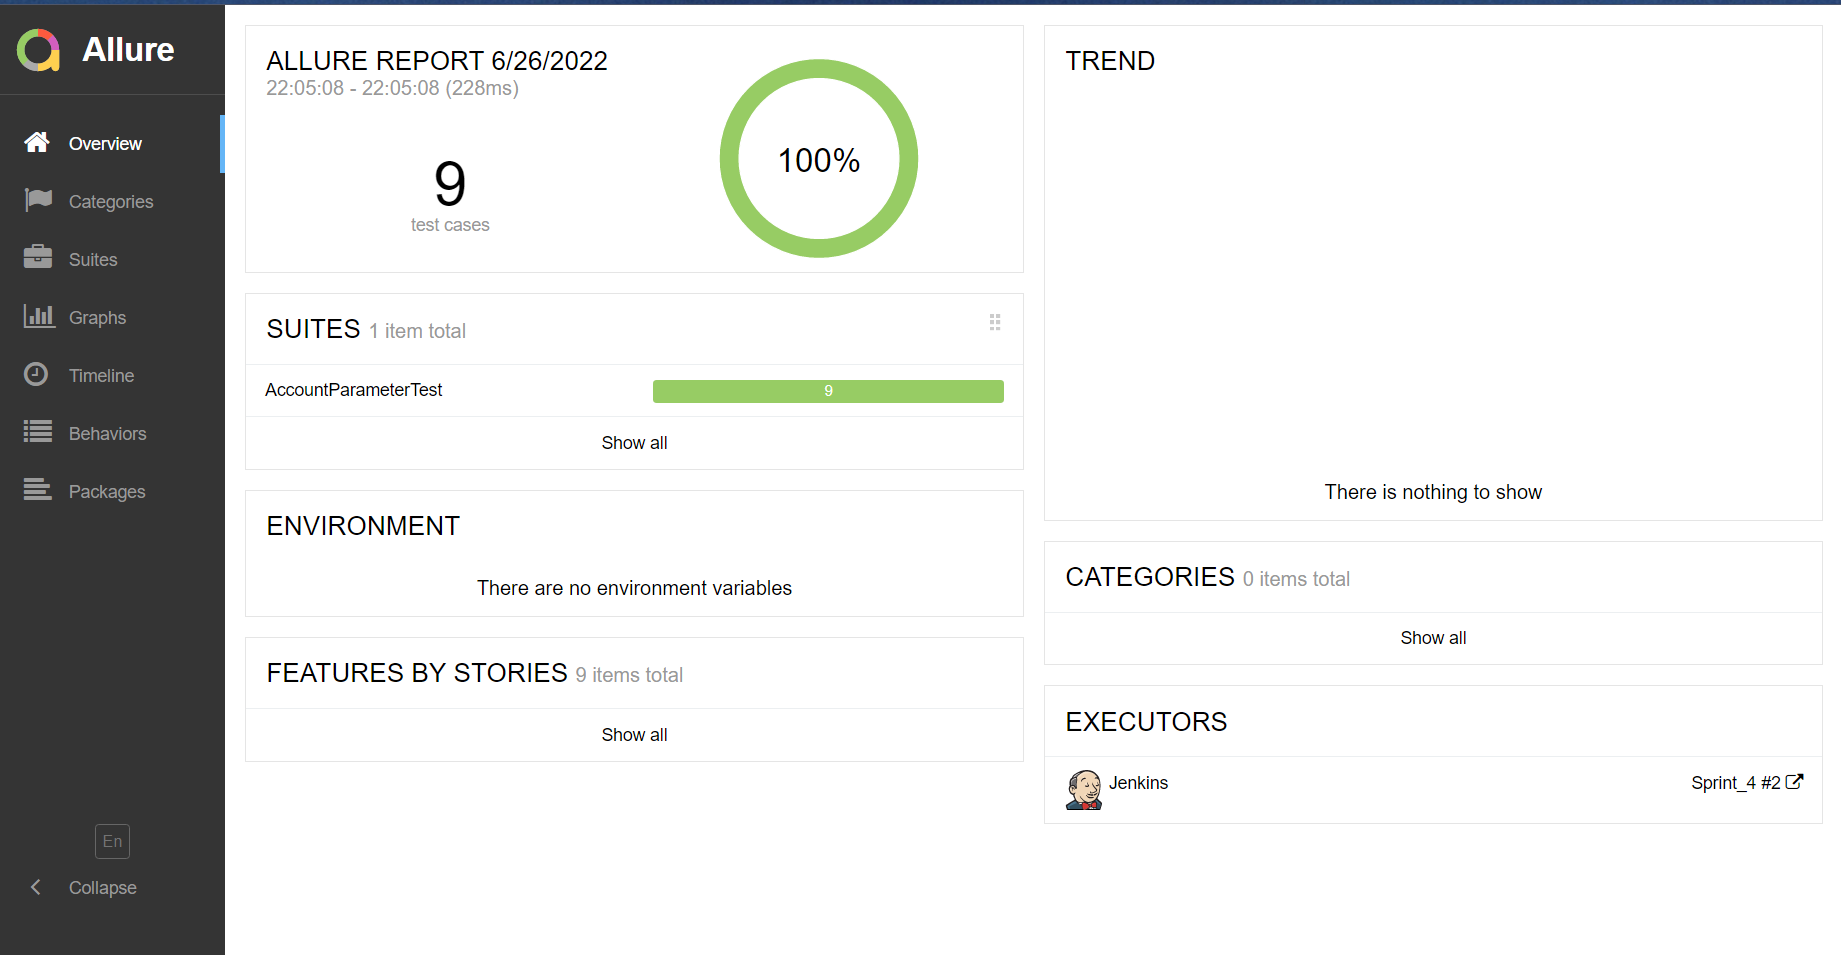 Allure
Overview
Categories
Suites
Graphs
Timeline
Behaviors
Packages
En
Collapse
ALLURE REPORT 6/26/2022
22:05:08 - 22:05:08 (228ms)
9
test cases
100%
SUITES 1 item total
AccountParameterTest 9
Show all
ENVIRONMENT
There are no environment variables
FEATURES BY STORIES 9 items total
Show all
TREND
There is nothing to show
CATEGORIES 0 items total
Show all
EXECUTORS
Jenkins Sprint_4 #2